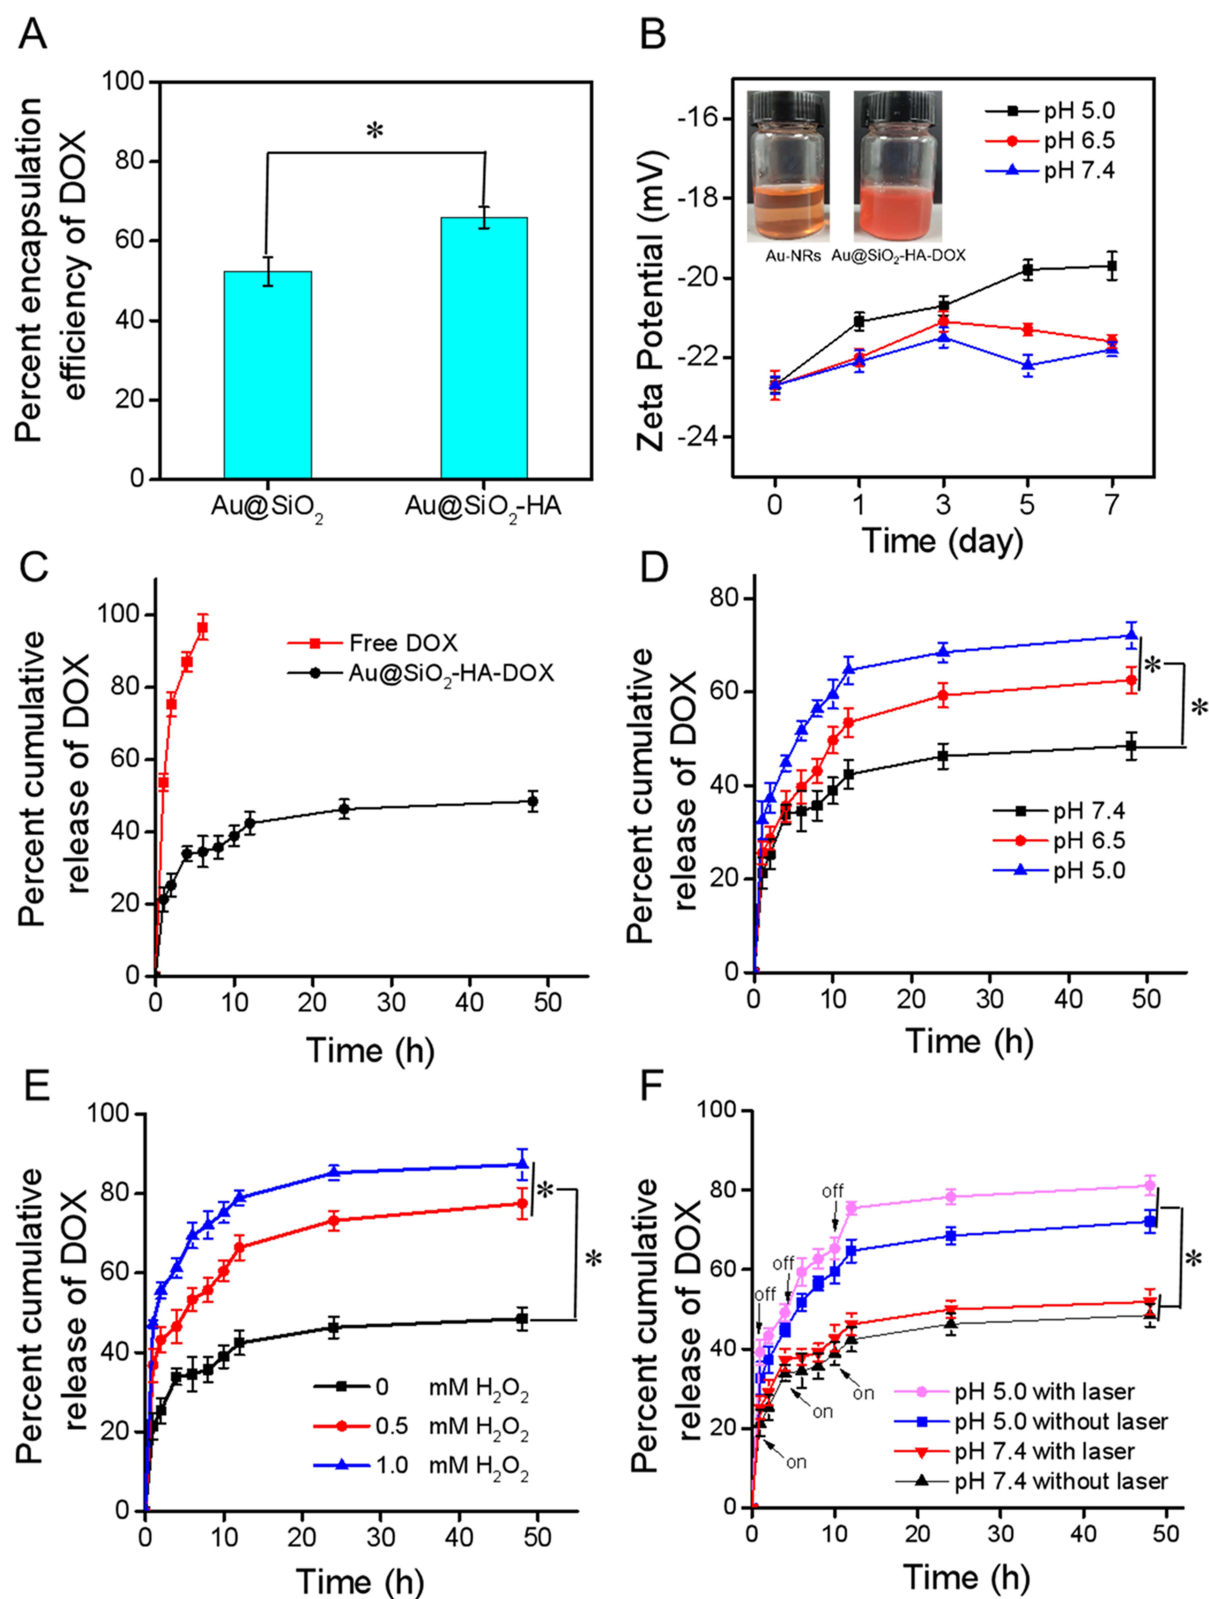 A
Percent encapsulation
efficiency of DOX
100
80
60
40
20
0
*
Au@SiO2
Au@SiO2-HA
B
Zeta Potential (mV)
-16
-18
-20
-22
-24
Au-NRs
Au@SiO2-HA-DOX
pH 5.0
pH 6.5
pH 7.4
0 1 3 5 7
Time (day)
C
Percent cumulative
release of DOX
100
80
60
40
20
0
Free DOX
Au@SiO2-HA-DOX
0 10 20 30 40 50
Time (h)
D
Percent cumulative
release of DOX
80
60
40
20
0
*
*
pH 7.4
pH 6.5
pH 5.0
0 10 20 30 40 50
Time (h)
E
Percent cumulative
release of DOX
100
80
60
40
20
0
*
*
0 mM H2O2
0.5 mM H2O2
1.0 mM H2O2
0 10 20 30 40 50
Time (h)
F
Percent cumulative
release of DOX
100
80
60
40
20
0
off
off
off
on
on
on
*
pH 5.0 with laser
pH 5.0 without laser
pH 7.4 with laser
pH 7.4 without laser
0 10 20 30 40 50
Time (h)